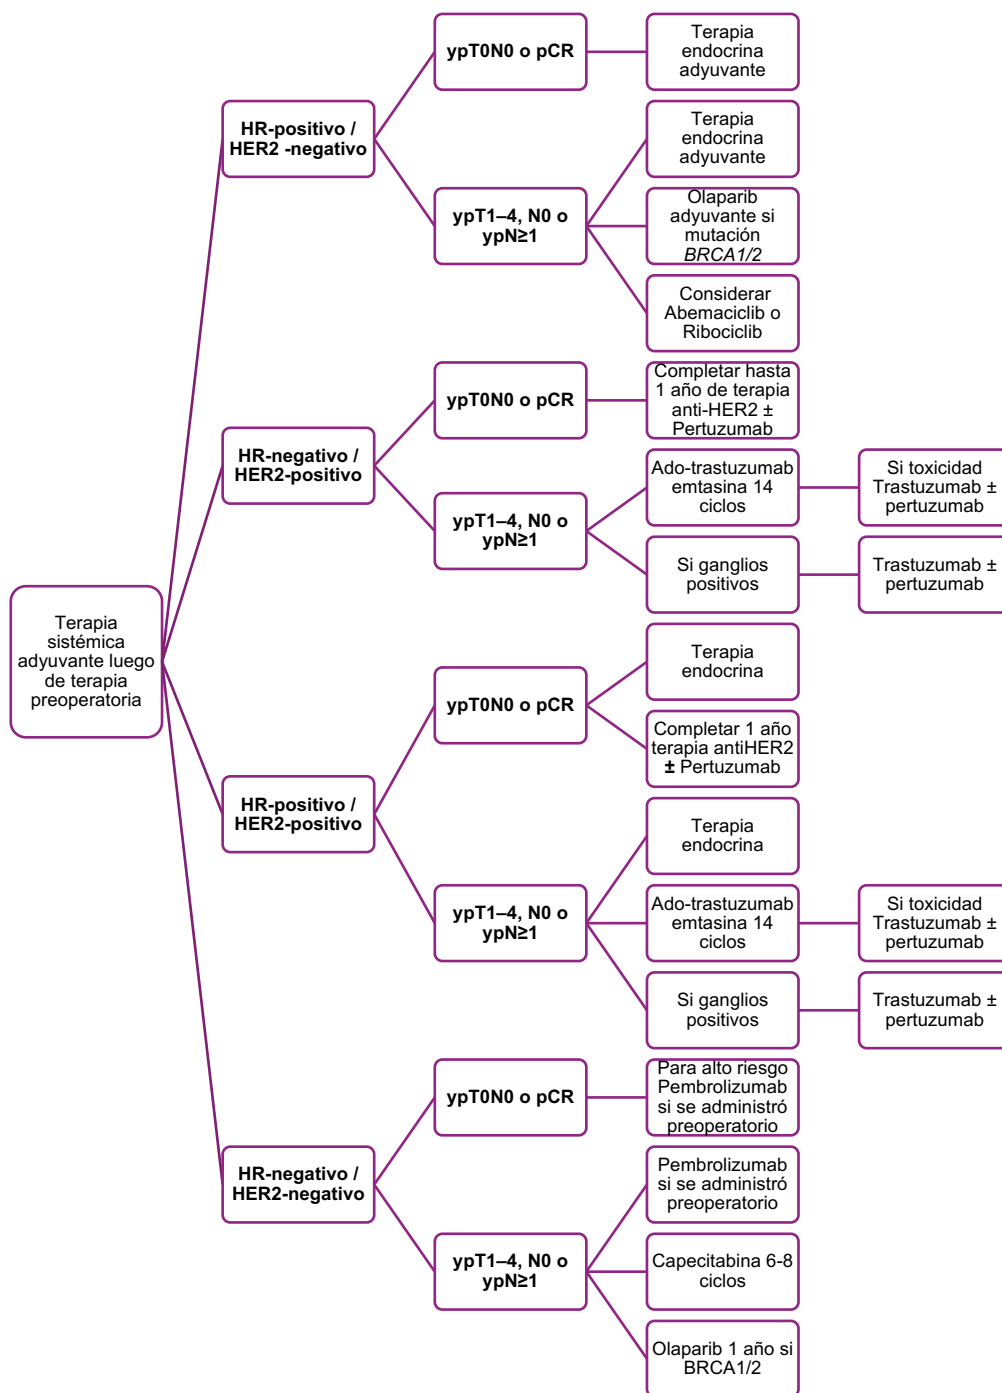 Terapia
sistémica
adyuvante luego
de terapia
preoperatoria
HR-positivo /
HER2 -negativo
ypT0N0 o pCR
Terapia
endocrina
adyuvante
ypT1–4, N0 o
ypN≥1
Terapia
endocrina
adyuvante
Olaparib
adyuvante si
mutación
BRCA1/2
Considerar
Abemaciclib o
Ribociclib
HR-negativo /
HER2-positivo
ypT0N0 o pCR
Completar hasta
1 año de terapia
anti-HER2 ±
Pertuzumab
ypT1–4, N0 o
ypN≥1
Ado-trastuzumab
emtasina 14
ciclos
Si toxicidad
Trastuzumab ±
pertuzumab
Si ganglios
positivos
Trastuzumab ±
pertuzumab
HR-positivo /
HER2-positivo
ypT0N0 o pCR
Terapia
endocrina
Completar 1 año
terapia antiHER2
± Pertuzumab
ypT1–4, N0 o
ypN≥1
Terapia
endocrina
Ado-trastuzumab
emtasina 14
ciclos
Si toxicidad
Trastuzumab ±
pertuzumab
Si ganglios
positivos
Trastuzumab ±
pertuzumab
HR-negativo /
HER2-negativo
ypT0N0 o pCR
Para alto riesgo
Pembrolizumab
si se administró
preoperatorio
ypT1–4, N0 o
ypN≥1
Pembrolizumab
si se administró
preoperatorio
Capecitabina 6-8
ciclos
Olaparib 1 año si
BRCA1/2